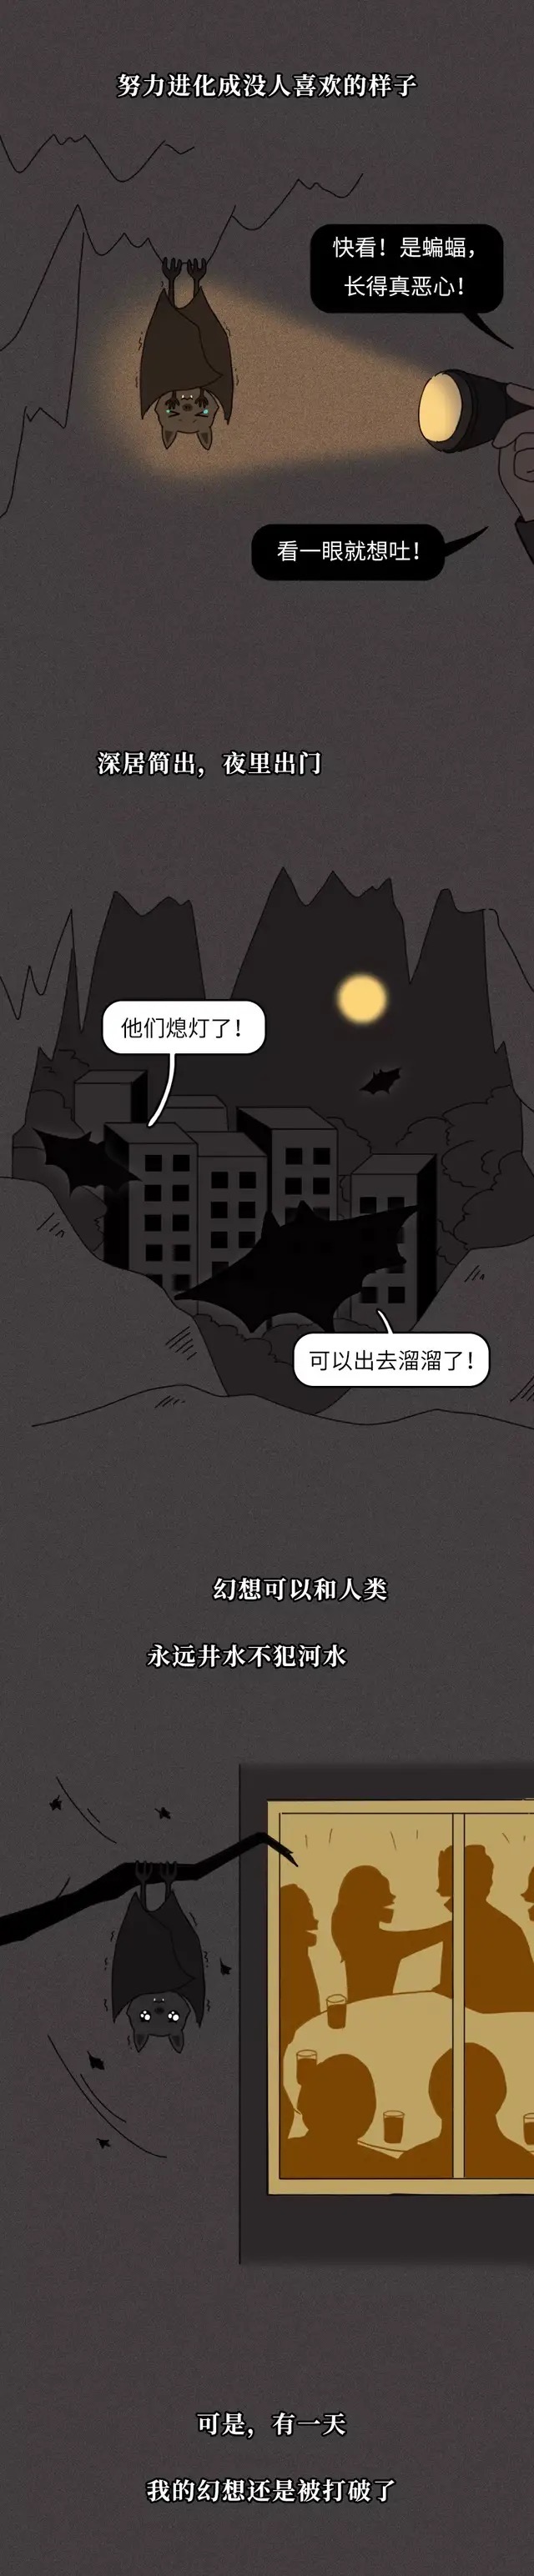 努力进化成没人喜欢的样子
快看！是蝙蝠，
长得真恶心！
看一眼就想吐！
深居简出，夜里出门
他们熄灯了！
可以出去溜溜了！
幻想可以和人类
永远井水不犯河水
可是，有一天
我的幻想还是被打破了